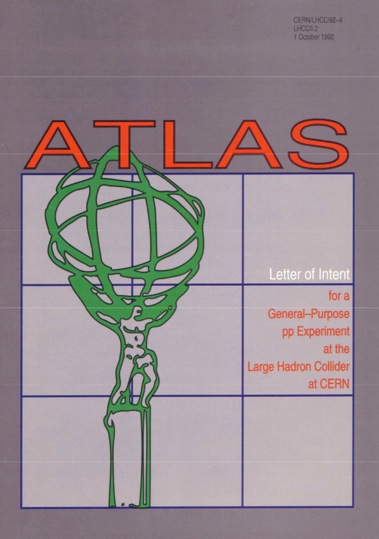 CERN/LHCC/92–4
LHCC/I 2
1 October 1992
ATLAS
Letter of Intent
for a
General–Purpose
pp Experiment
at the
Large Hadron Collider
at CERN